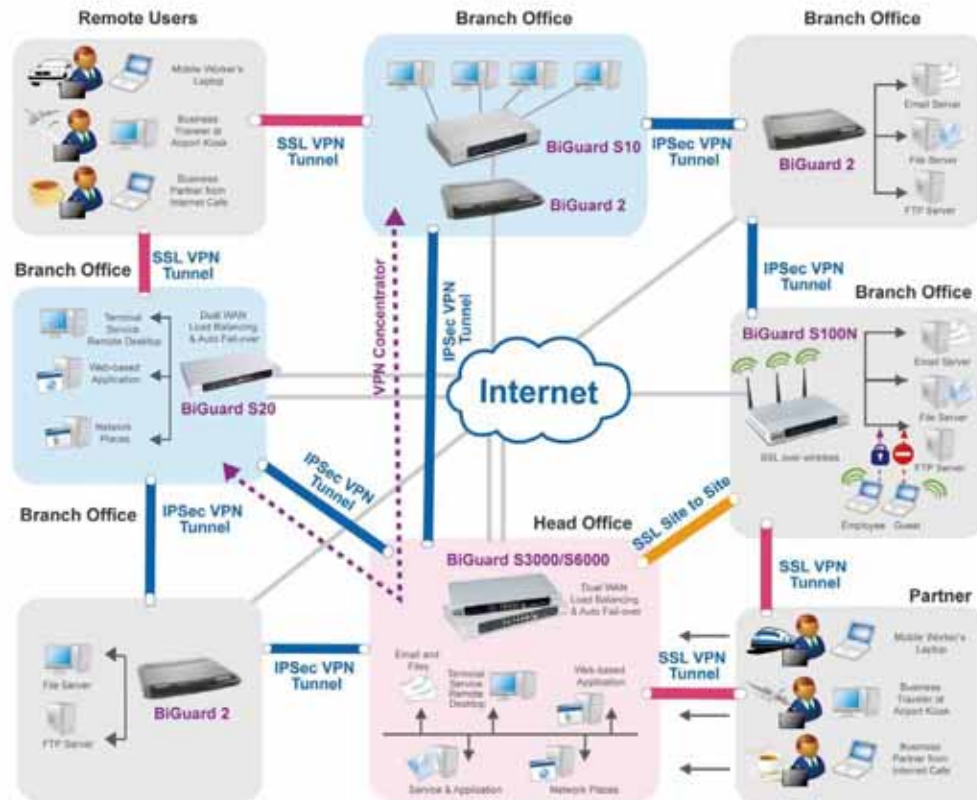 Remote Users
Mobile Worker's
Laptop
Business
Traveler at
Airport Kiosk
Business
Partner from
Internet Cafe
SSL VPN
Tunnel
Branch Office
BiGuard S10
BiGuard 2
IPSec VPN
Tunnel
Branch Office
BiGuard 2
Email Server
File Server
FTP Server
SSL VPN
Tunnel
Branch Office
Terminal
Service
Remote Desktop
Web-based
Application
Network
Places
Dual WAN
Load Balancing
& Auto Fail-over
BiGuard S20
VPN Concentrator
IPSec VPN
Tunnel
Internet
IPSec VPN
Tunnel
Branch Office
BiGuard S100N
SSL over wireless
Email Server
File Server
FTP Server
Employee
Guest
IPSec VPN
Tunnel
IPSec VPN
Tunnel
Branch Office
File Server
FTP Server
BiGuard 2
IPSec VPN
Tunnel
Head Office
BiGuard S3000/S6000
Dual WAN
Load Balancing
& Auto Fail-over
Email and
Files
Terminal
Service
Remote
Desktop
Web-based
Application
Service & Application
Network Places
SSL Site to Site
SSL VPN
Tunnel
SSL VPN
Tunnel
Partner
Mobile Worker's
Laptop
Business
Traveler at
Airport Kiosk
Business
Partner from
Internet Cafe